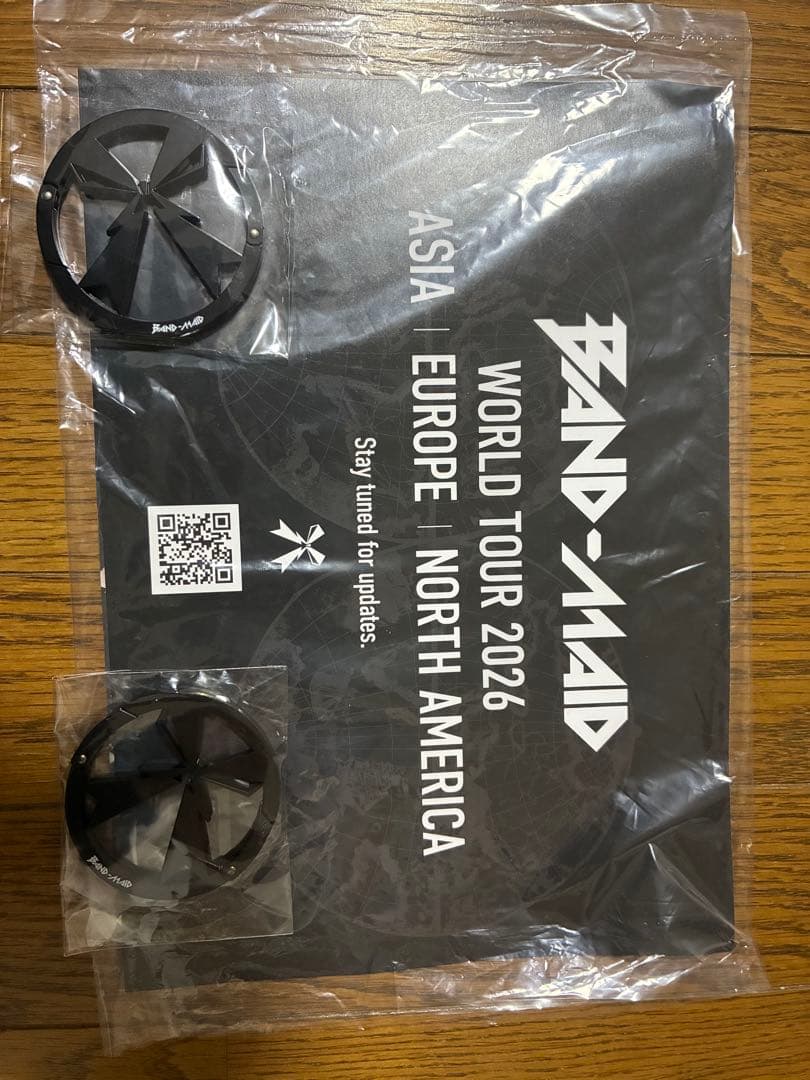 BAND-MAID
WORLD TOUR 2026
ASIA | EUROPE | NORTH AMERICA
Stay tuned for updates.
BAND-MAID
BAND-MAID